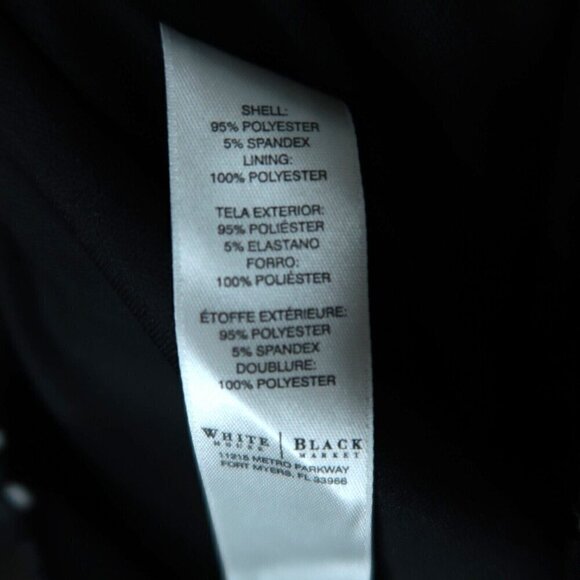 SHELL:
95% POLYESTER
5% SPANDEX
LINING:
100% POLYESTER
TELA EXTERIOR:
95% POLIÉSTER
5% ELASTANO
FORRO:
100% POLIÉSTER
ÉTOFFE EXTÉRIEURE:
95% POLYESTER
5% SPANDEX
DOUBLURE:
100% POLYESTER
WHITE HOUSE | BLACK MARKET
11215 METRO PARKWAY
FORT MYERS, FL 33966